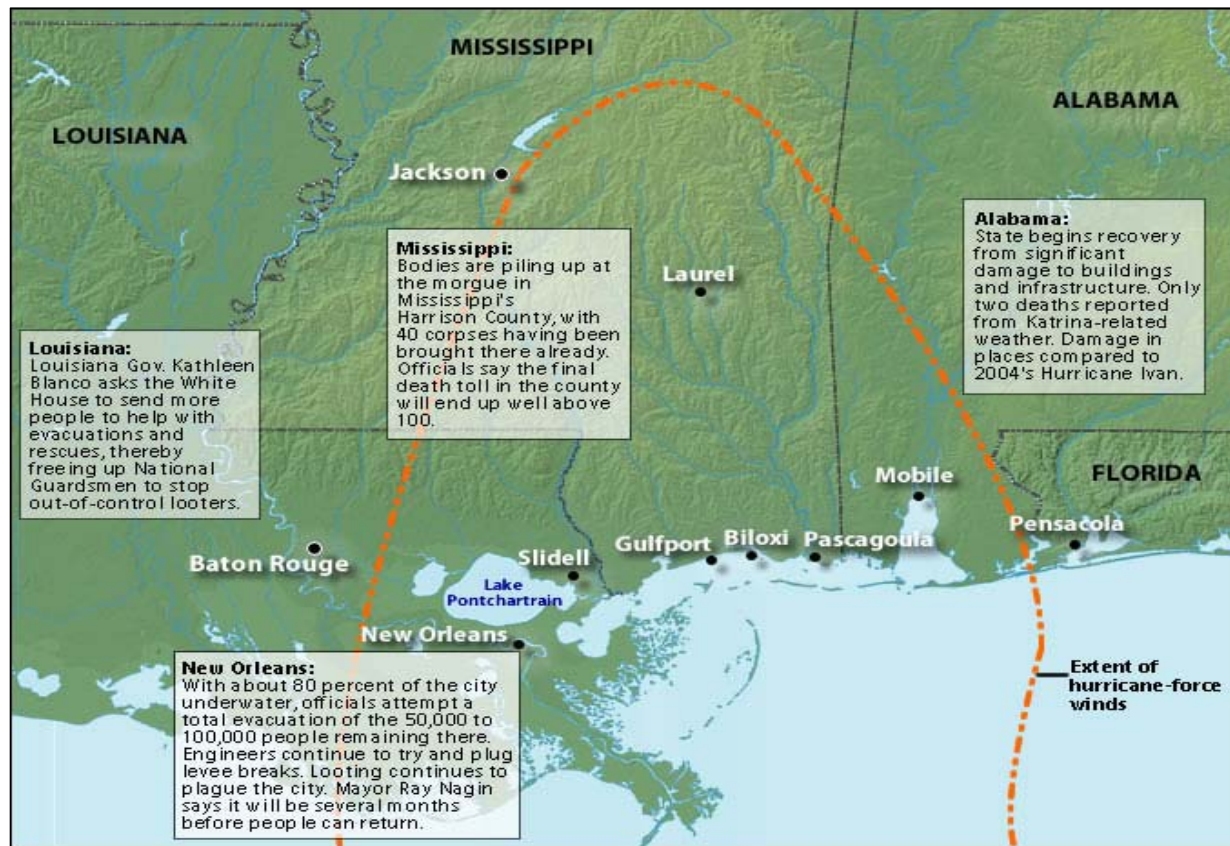 MISSISSIPPI
ALABAMA
LOUISIANA
Jackson
Alabama:
State begins recovery
from significant
damage to buildings
and infrastructure. Only
two deaths reported
from Katrina-related
weather. Damage in
places compared to
2004's Hurricane Ivan.
Mississippi:
Bodies are piling up at
the morgue in
Mississippi's
Harrison County, with
40 corpses having been
brought there already.
Officials say the final
death toll in the county
will end up well above
100.
Laurel
Louisiana:
Louisiana Gov. Kathleen
Blanco asks the White
House to send more
people to help with
evacuations and
rescues, thereby
freeing up National
Guardsmen to stop
out-of-control looters.
FLORIDA
Mobile
Pensacola
Baton Rouge
Slidell
Gulfport
Biloxi
Pascagoula
Lake
Pontchartrain
New Orleans
New Orleans:
With about 80 percent of the city
underwater, officials attempt a
total evacuation of the 50,000 to
100,000 people remaining there.
Engineers continue to try and plug
levee breaks. Looting continues to
plague the city. Mayor Ray Nagin
says it will be several months
before people can return.
Extent of
hurricane-force
winds